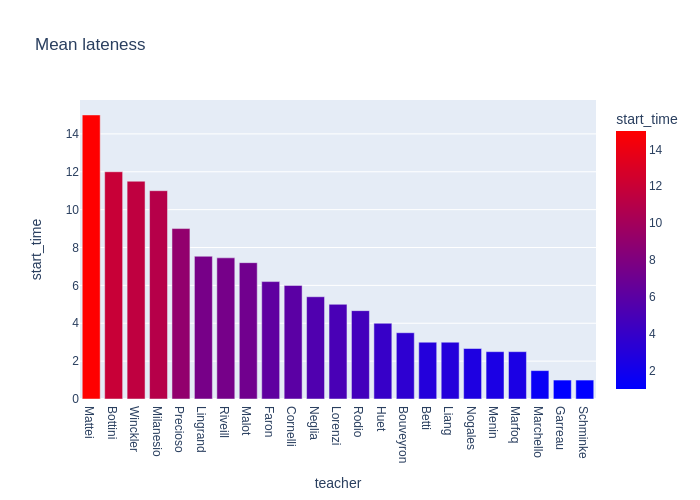 Mean lateness
start_time
14
12
10
8
6
4
2
0
start_time
14
12
10
8
6
4
2
Mattei
Bottini
Winckler
Milanesio
Precioso
Lingrand
Riveill
Malot
Faron
Cornelli
Neglia
Lorenzi
Rodio
Huet
Bouveyron
Betti
Liang
Nogales
Menin
Marfoq
Marchello
Garreau
Schminke
teacher